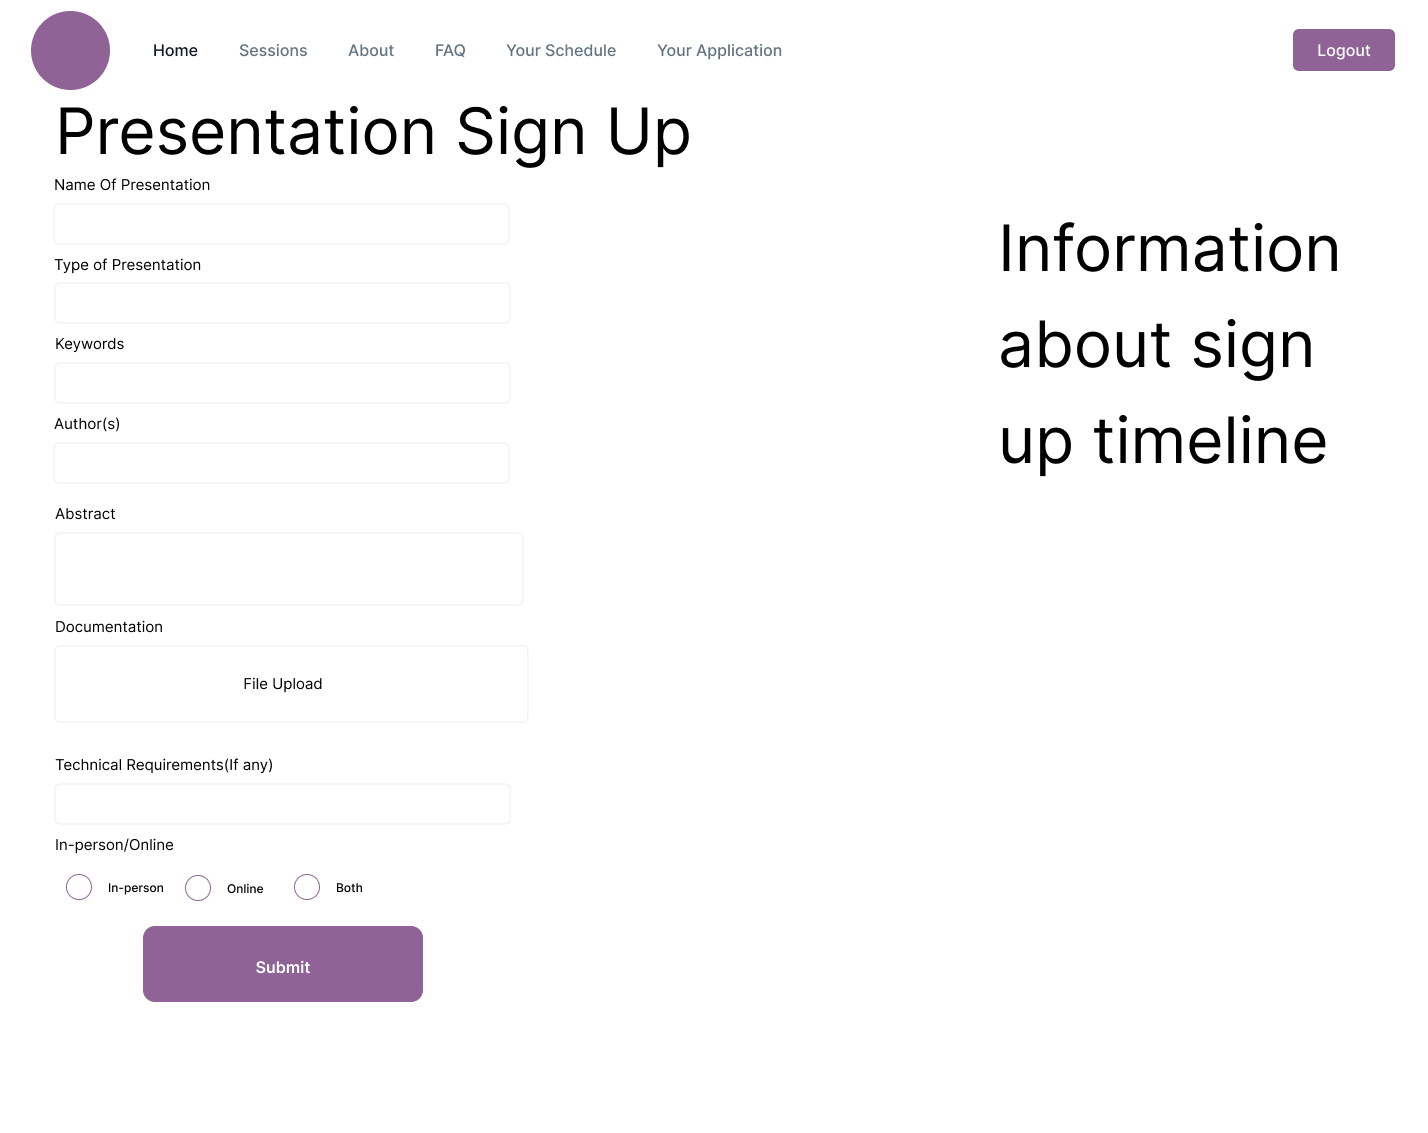 Home Sessions About FAQ Your Schedule Your Application Logout
Presentation Sign Up
Name Of Presentation
Type of Presentation
Keywords
Author(s)
Abstract
Documentation
File Upload
Technical Requirements(If any)
In-person/Online
In-person Online Both
Submit
Information
about sign
up timeline